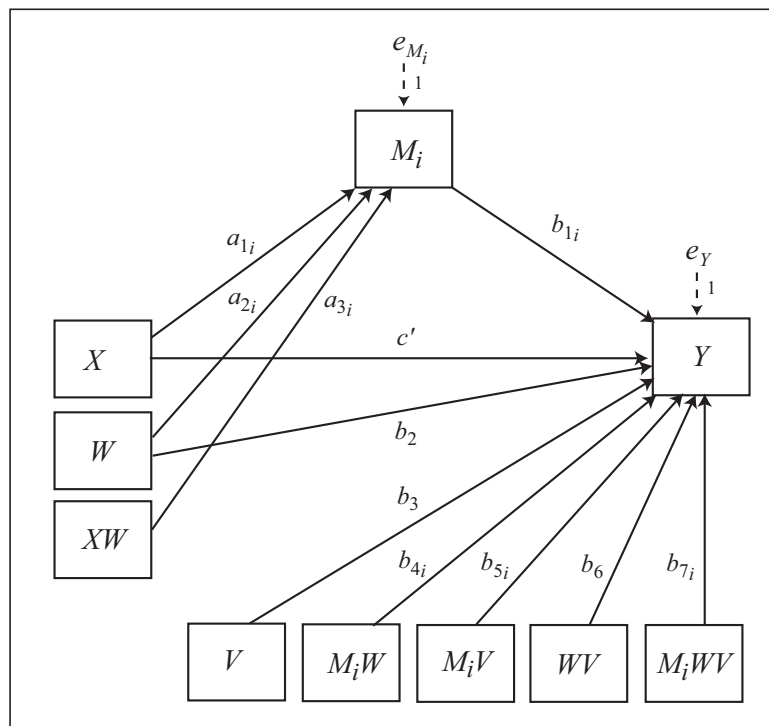 e_{M_i}
1
M_i
a_{1i}
b_{1i}
a_{2i}
a_{3i}
e_Y
1
X
c′
Y
W
b_2
XW
b_3
b_{4i}
b_{5i}
b_6
b_{7i}
V
M_iW
M_iV
WV
M_iWV